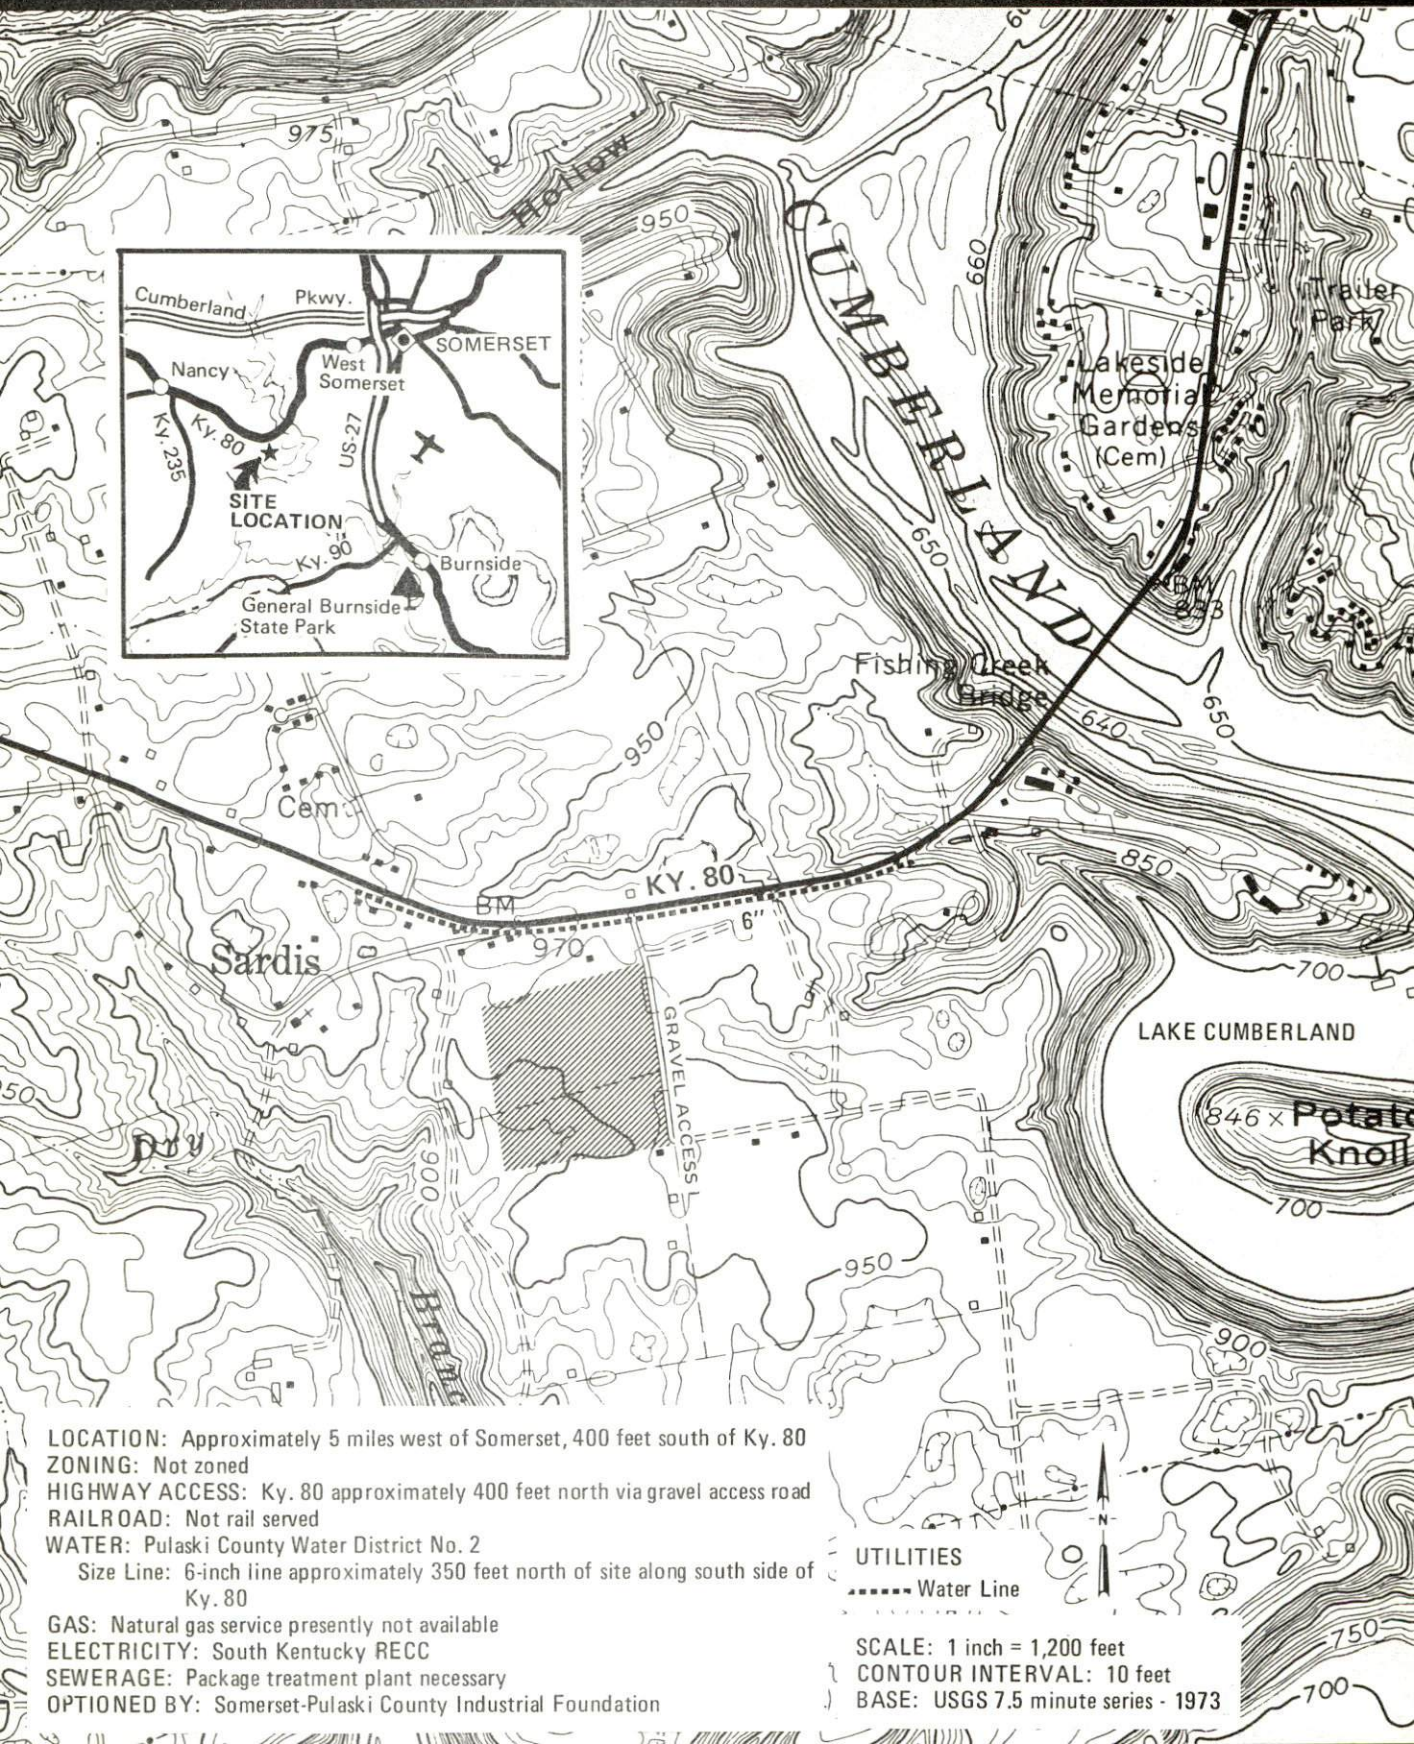 975
Hollow
950
660
CUMBERLAND
Trailer
Park
Lakeside
Memorial
Gardens
(Cem)
Cumberland Pkwy.
SOMERSET
West
Somerset
Nancy
Ky. 80
Ky. 235
US-27
SITE
LOCATION
Ky. 90
Burnside
General Burnside
State Park
650
BM
833
Fishing Creek
Bridge
640
650
950
Cem
KY. 80
850
BM
6"
970
Sardis
700
GRAVEL ACCESS
LAKE CUMBERLAND
846 x Potato
Knoll
700
Dry
900
950
Branc
900
LOCATION: Approximately 5 miles west of Somerset, 400 feet south of Ky. 80
ZONING: Not zoned
HIGHWAY ACCESS: Ky. 80 approximately 400 feet north via gravel access road
RAILROAD: Not rail served
WATER: Pulaski County Water District No. 2
Size Line: 6-inch line approximately 350 feet north of site along south side of
Ky. 80
GAS: Natural gas service presently not available
ELECTRICITY: South Kentucky RECC
SEWERAGE: Package treatment plant necessary
OPTIONED BY: Somerset-Pulaski County Industrial Foundation
N
UTILITIES
Water Line
SCALE: 1 inch = 1,200 feet
CONTOUR INTERVAL: 10 feet
BASE: USGS 7.5 minute series - 1973
750
700